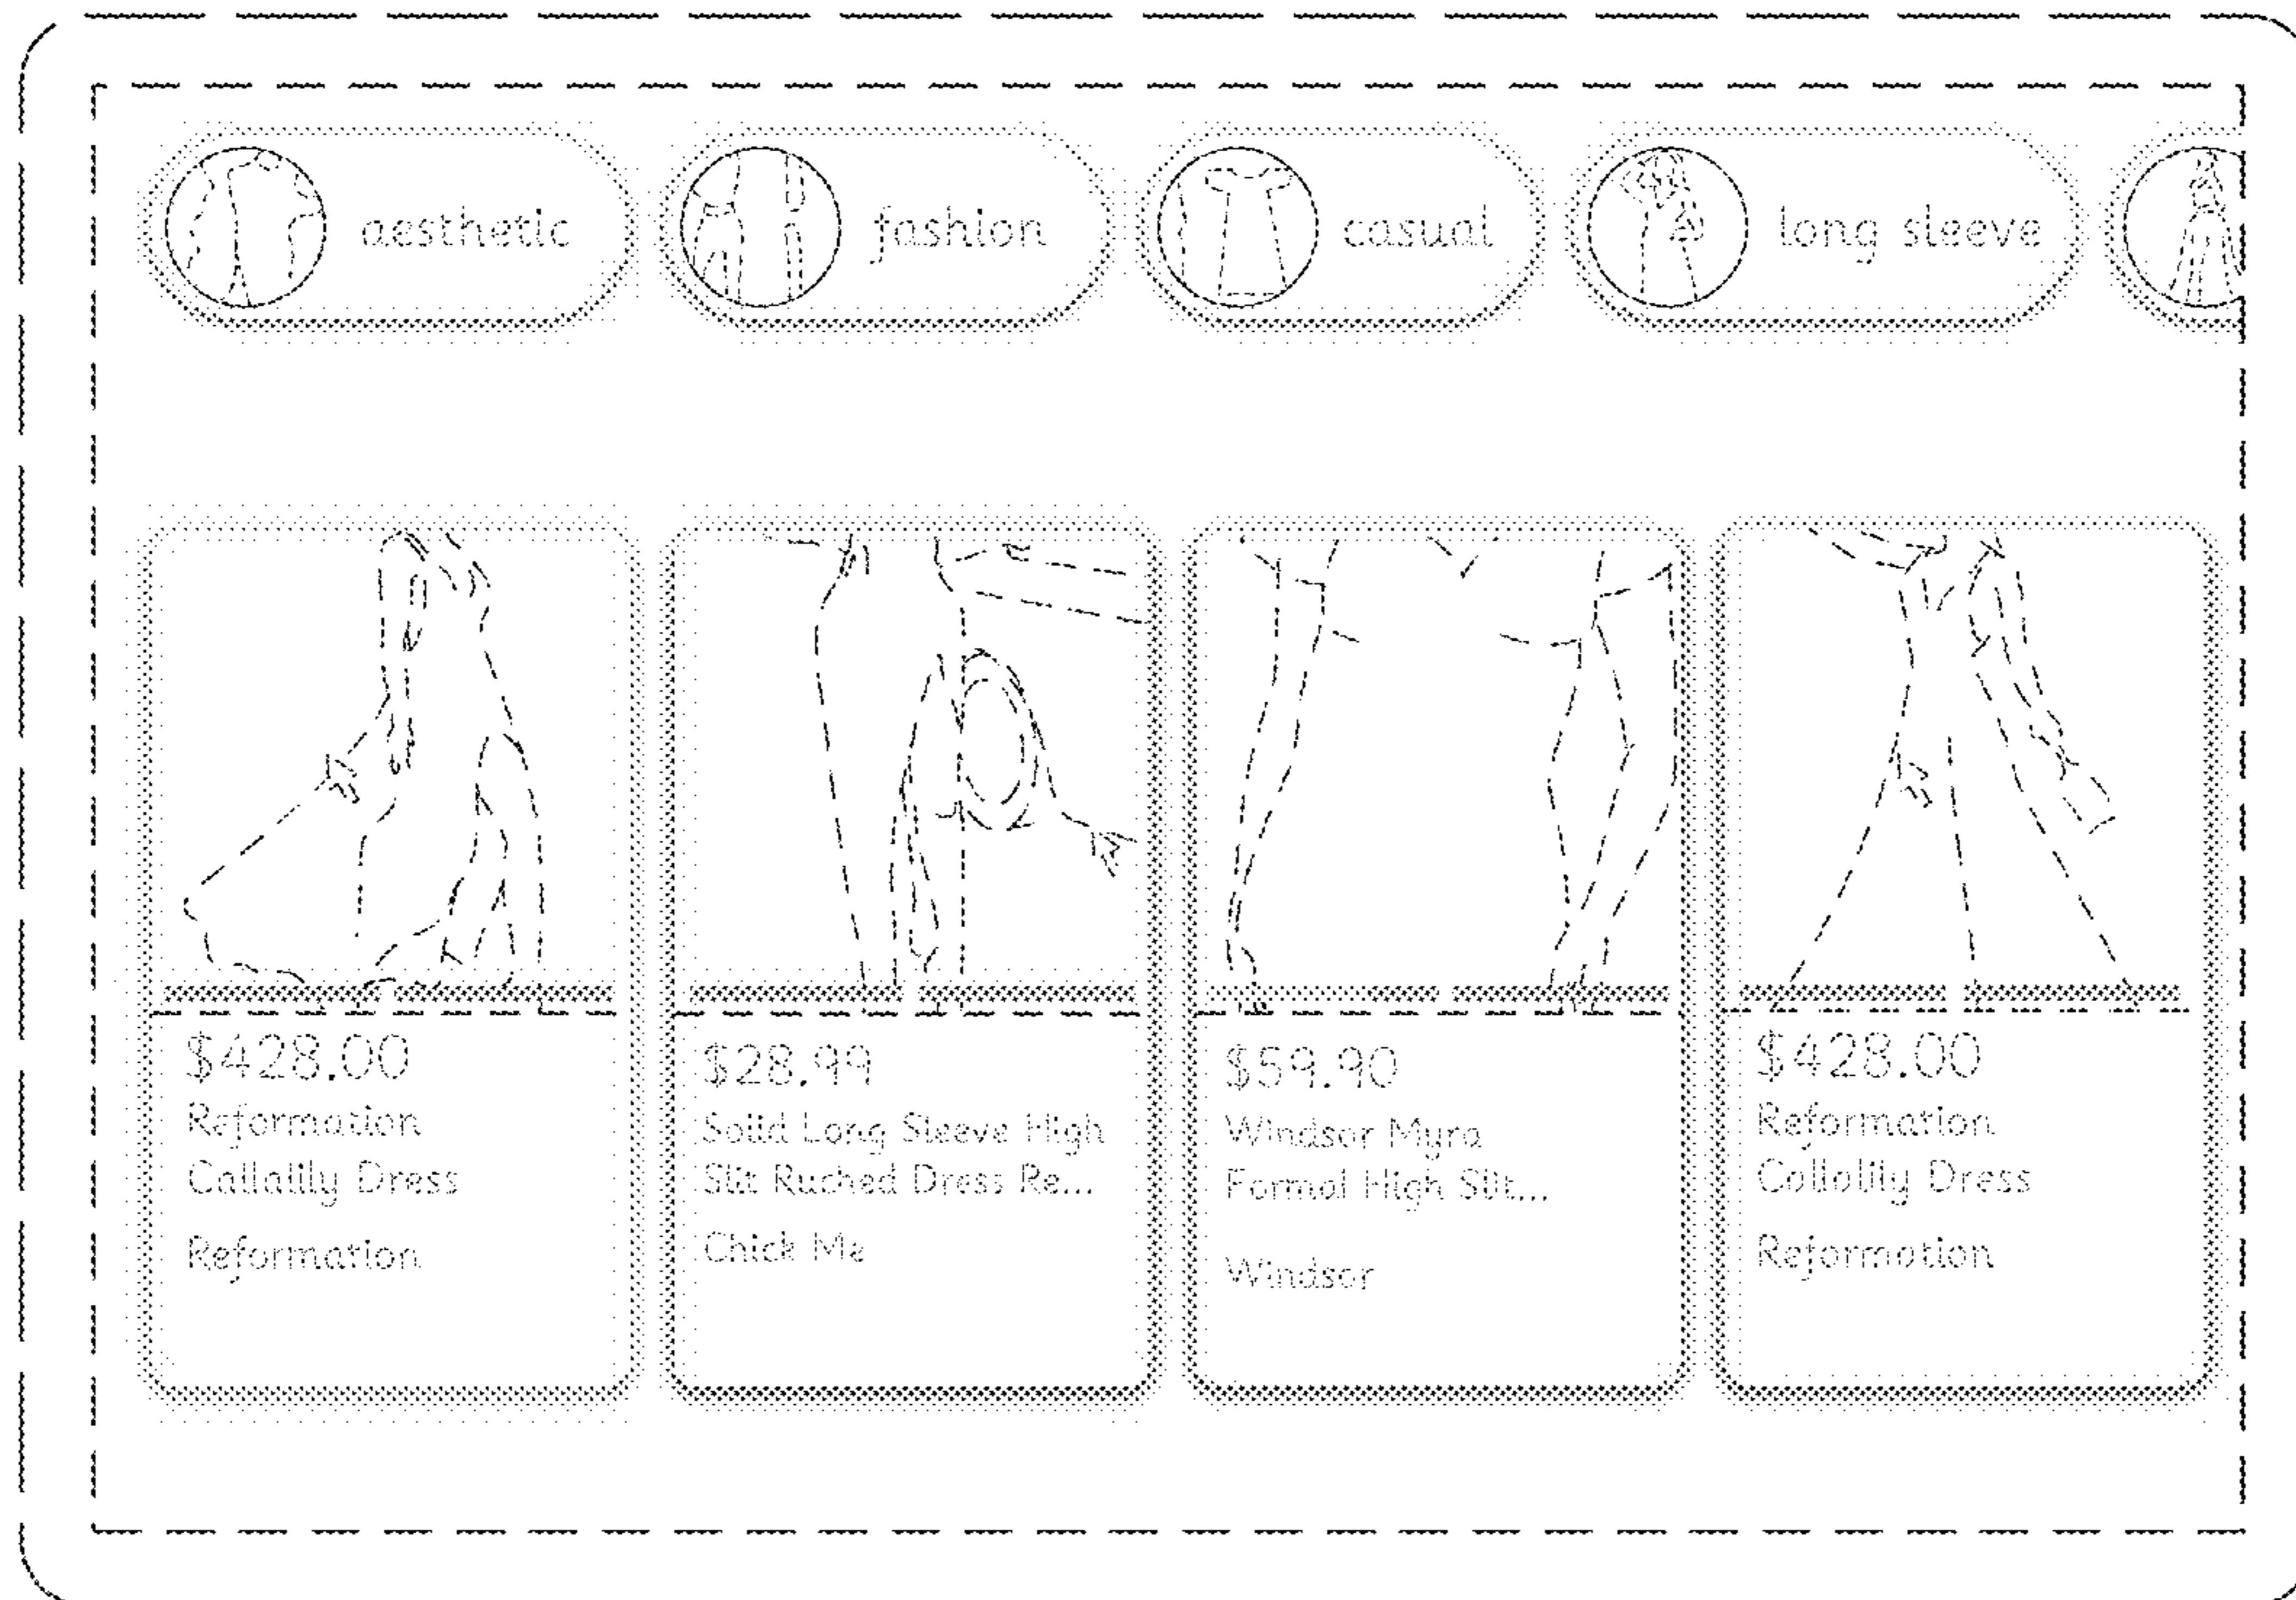 aesthetic
fashion
casual
long sleeve
$428.00
Reformation
Callalily Dress
Reformation
$28.99
Solid Long Sleeve High
Slit Ruched Dress Re...
Chick Me
$59.90
Windsor Myra
Formal High Slit...
Windsor
$428.00
Reformation
Callalily Dress
Reformation